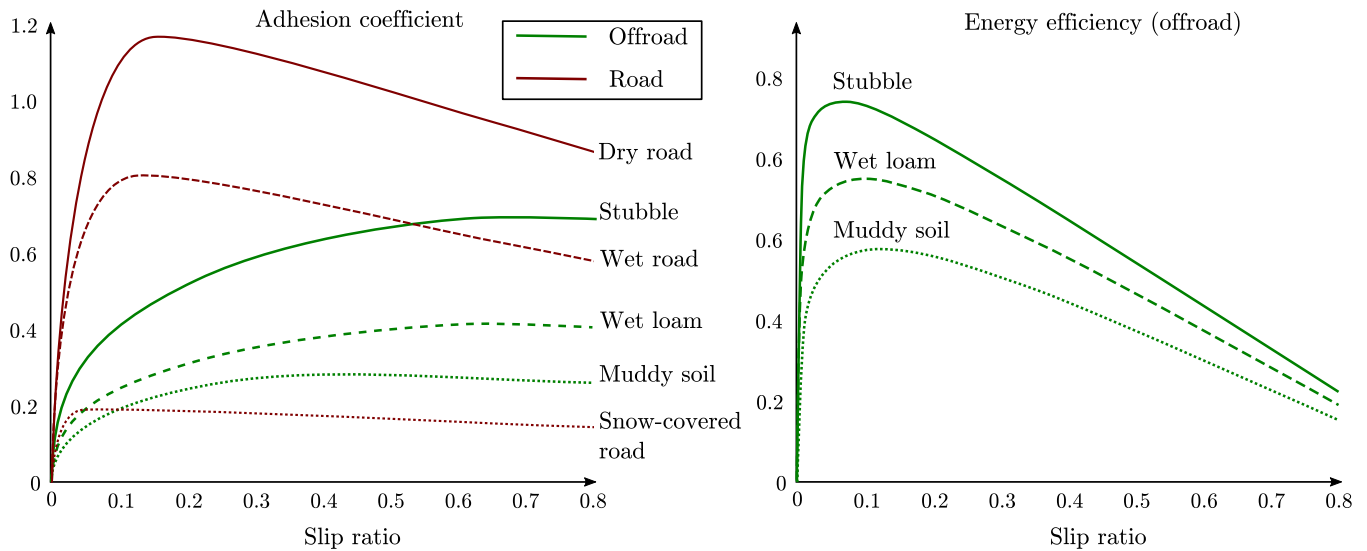 Adhesion coefficient
Offroad
Road
1.2
1.0
0.8
0.6
0.4
0.2
0
Dry road
Stubble
Wet road
Wet loam
Muddy soil
Snow-covered
road
0 0.1 0.2 0.3 0.4 0.5 0.6 0.7 0.8
Slip ratio
Energy efficiency (offroad)
0.8
0.6
0.4
0.2
0
Stubble
Wet loam
Muddy soil
0 0.1 0.2 0.3 0.4 0.5 0.6 0.7 0.8
Slip ratio